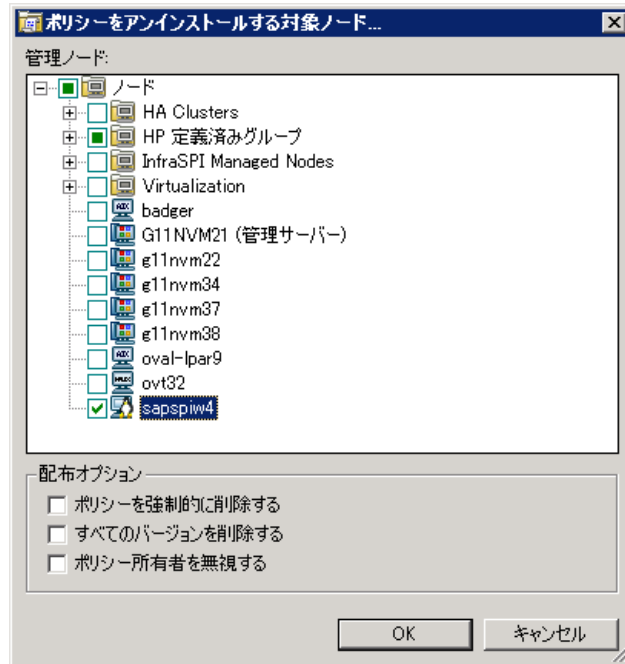 ポリシーをアンインストールする対象ノード...
管理ノード:
ノード
HA Clusters
HP 定義済みグループ
InfraSPI Managed Nodes
Virtualization
badger
G11NVM21 (管理サーバー)
g11nvm22
g11nvm34
g11nvm37
g11nvm38
oval-lpar9
ovt32
sapspiw4
配布オプション
ポリシーを強制的に削除する
すべてのバージョンを削除する
ポリシー所有者を無視する
OK キャンセル